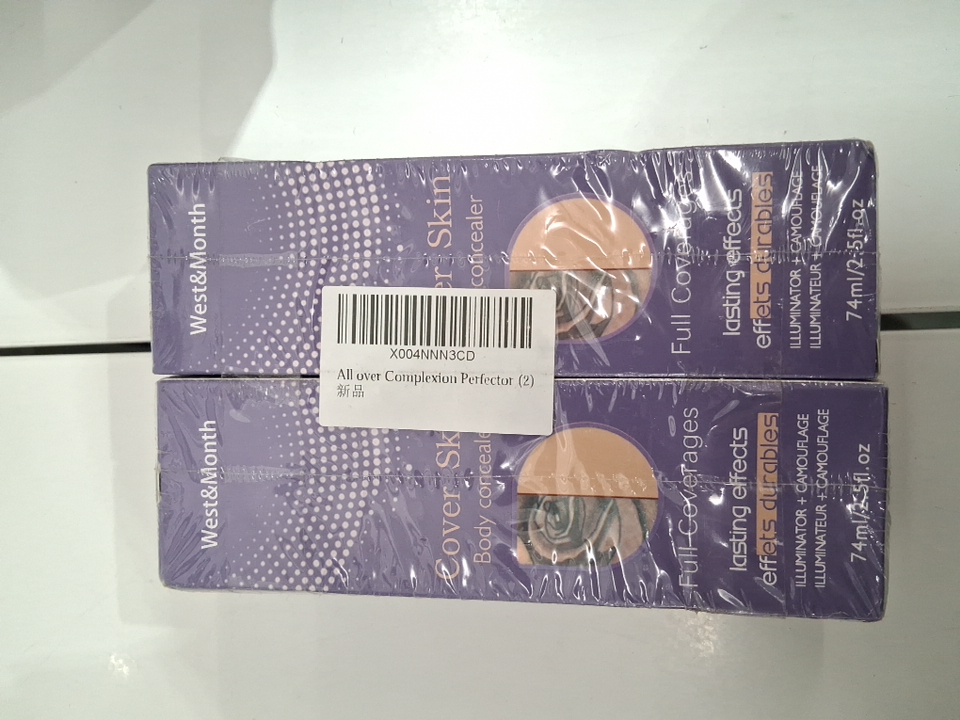 West&Month
er Skin
concealer
Full Coverages
lasting effects
effets durables
ILLUMINATOR + CAMOUFLAGE
ILLUMINATEUR + CAMOUFLAGE
74ml/2.5fl.oz
X004NNN3CD
All over Complexion Perfector (2)
新品
West&Month
Cover Sk
Body conceale
Full Coverages
lasting effects
effets durables
ILLUMINATOR + CAMOUFLAGE
ILLUMINATEUR + CAMOUFLAGE
74ml/2.5fl.oz